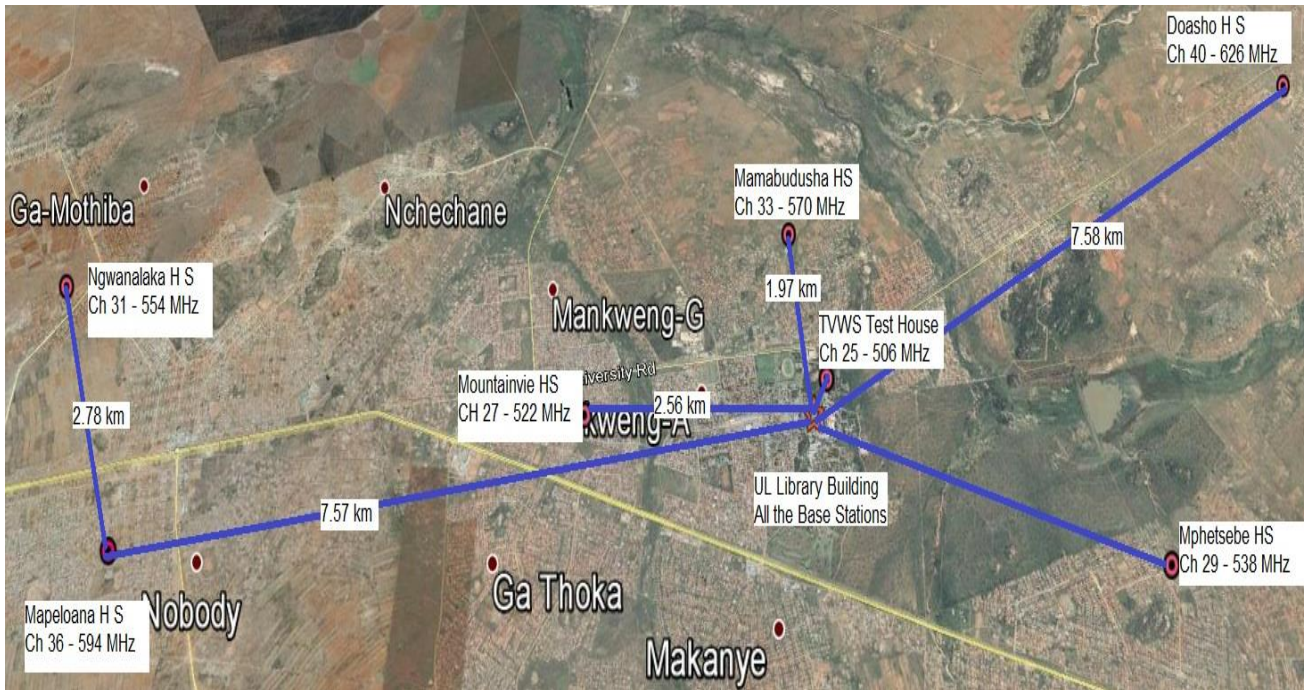 Doasho H S
Ch 40 - 626 MHz
Mamabudusha HS
Ch 33 - 570 MHz
Ga-Mothiba
Nchechane
7.58 km
Ngwanalaka H S
Ch 31 - 554 MHz
1.97 km
Mankweng-G
TVWS Test House
Ch 25 - 506 MHz
Mountainvie HS
CH 27 - 522 MHz
iversity Rd
2.56 km
kweng-A
2.78 km
UL Library Building
All the Base Stations
7.57 km
Mphetsebe HS
Ch 29 - 538 MHz
Mapeloana H S
Ch 36 - 594 MHz
Nobody
Ga Thoka
Makanye